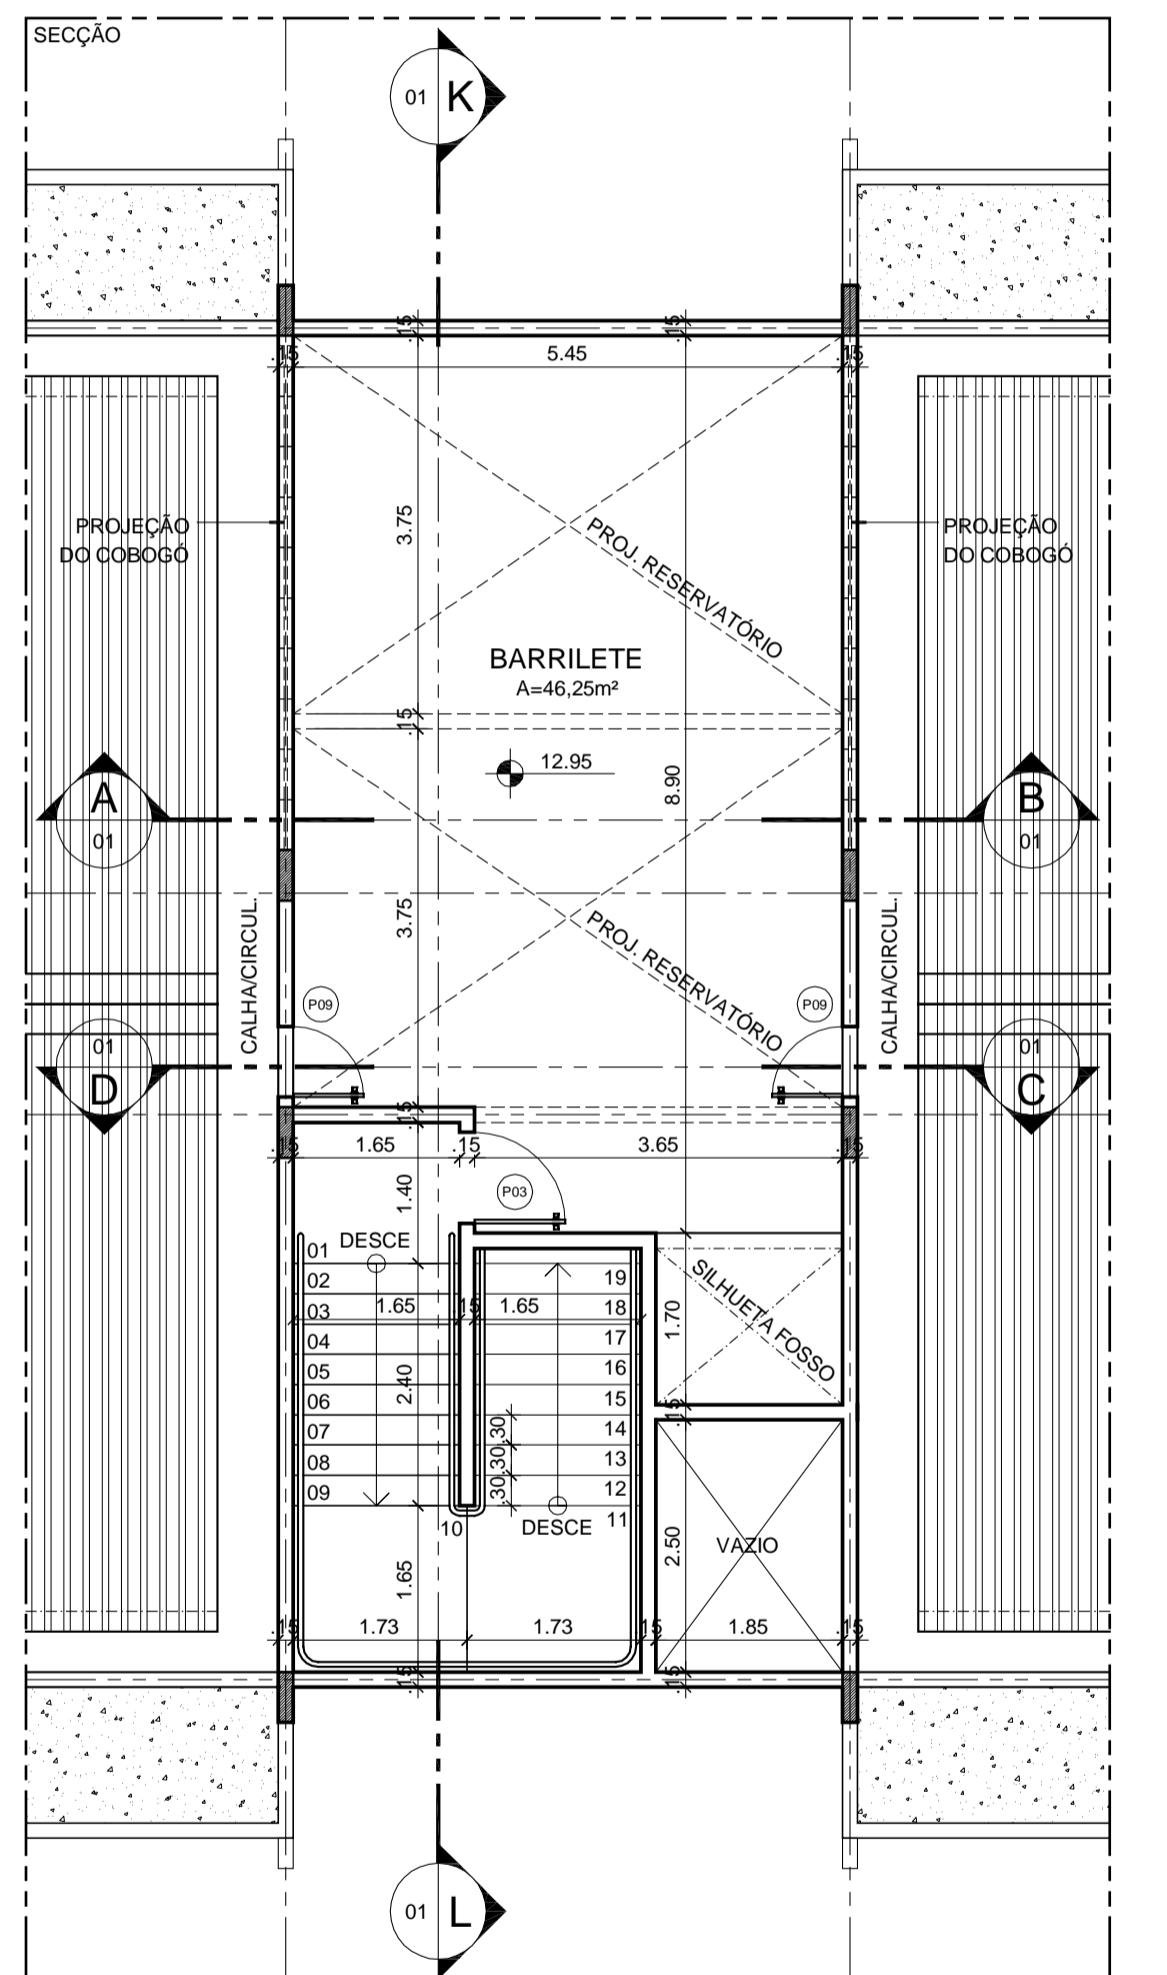 SECÇÃO
01 K
.15 .15
.15 5.45 .15
PROJEÇÃO
DO COBOGÓ
3.75
PROJ. RESERVATÓRIO
PROJEÇÃO
DO COBOGÓ
BARRILETE
A=46,25m²
.15
12.95
8.90
A
01
B
01
CALHA/CIRCUL.
3.75
PROJ. RESERVATÓRIO
CALHA/CIRCUL.
P09
P09
01
D
01
C
.15
.15 1.65 .15 3.65 .15
1.40
P03
DESCE
01
02
03
04
05
06
07
08
09
10
1.65 .15 1.65
2.40
.30 .30 .30
19
18
17
16
15
14
13
12
11
DESCE
SILHUETA FOSSO
1.70
.15
VAZIO
2.50
1.65
.15 1.73 1.73 .15 1.85 .15
.15 .15
01 L